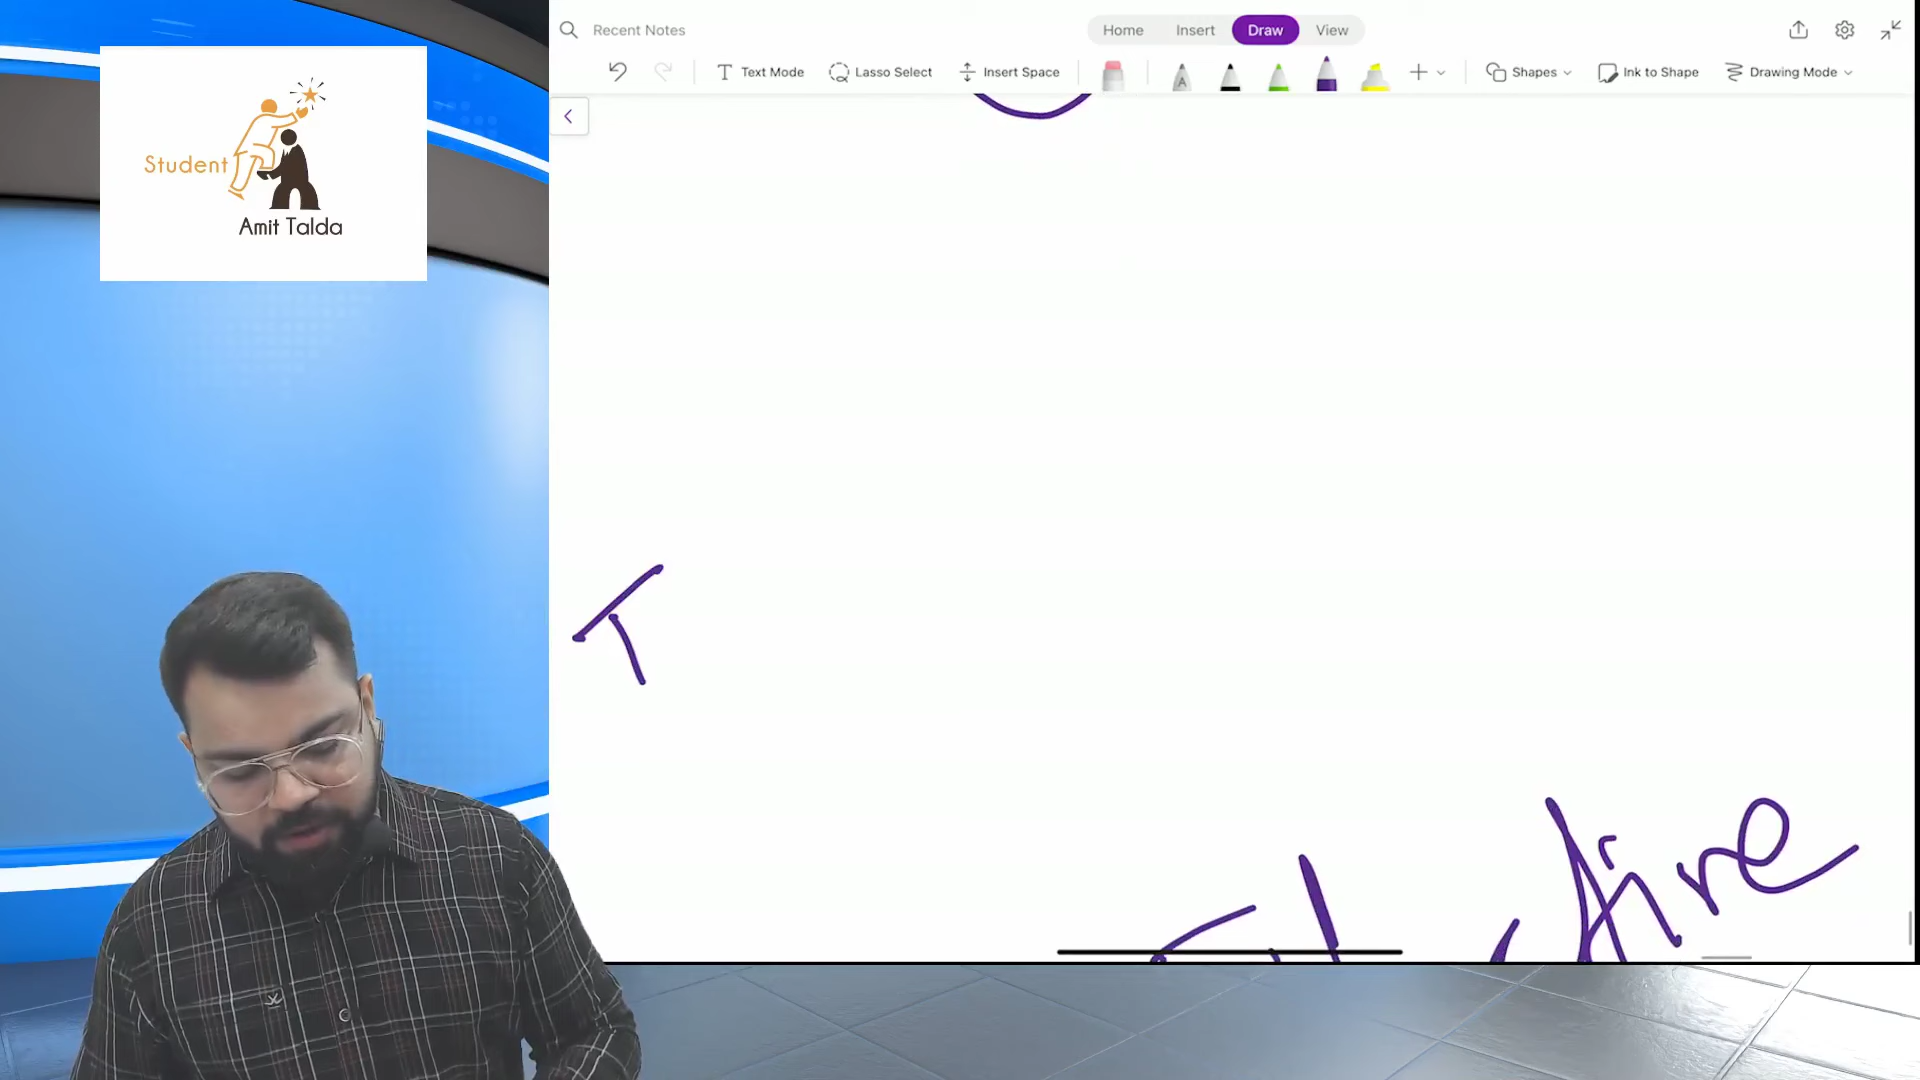 Student
Amit Talda
Recent Notes
Home Insert Draw View
Text Mode Lasso Select Insert Space A Shapes Ink to Shape Drawing Mode
T